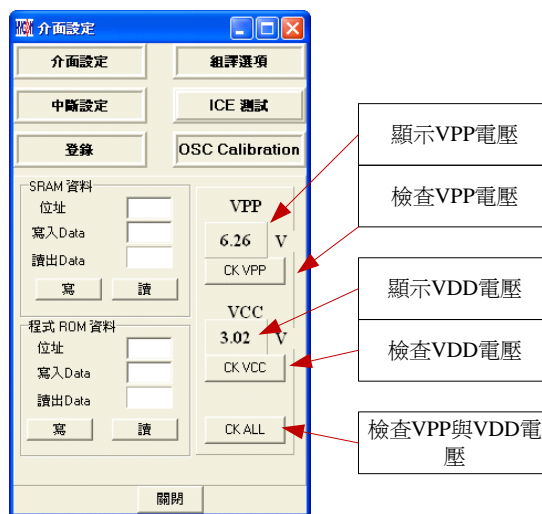 介面設定
介面設定
組譯選項
中斷設定
ICE 測試
登錄
OSC Calibration
SRAM 資料
位址
寫入Data
讀出Data
寫
讀
程式 ROM 資料
位址
寫入Data
讀出Data
寫
讀
VPP
6.26 V
CK VPP
VCC
3.02 V
CK VCC
CK ALL
關閉
顯示VPP電壓
檢查VPP電壓
顯示VDD電壓
檢查VDD電壓
檢查VPP與VDD電
壓